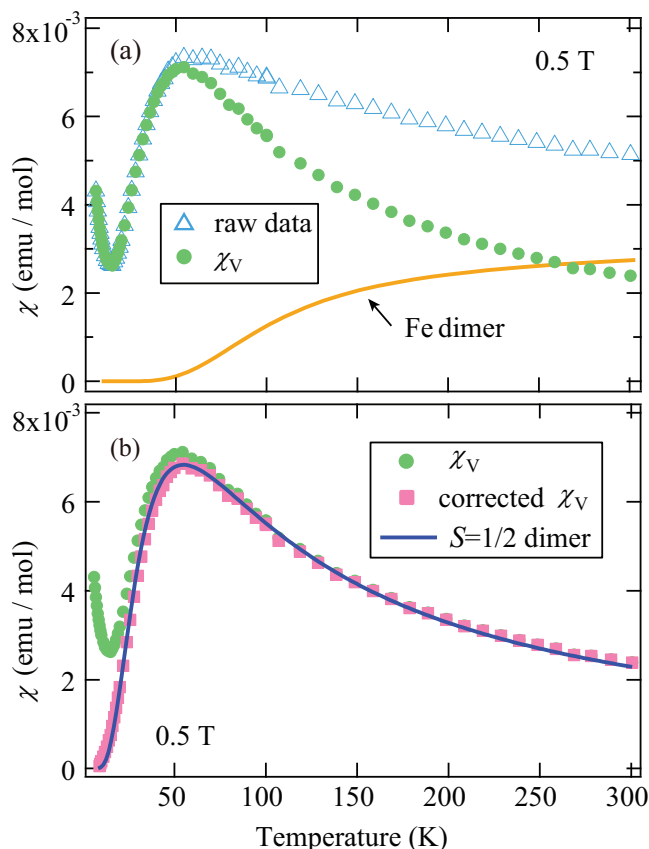 8x10⁻³
(a)
0.5 T
6
χ (emu / mol)
4
raw data
χV
2
Fe dimer
0
8x10⁻³
(b)
χV
corrected χV
S=1/2 dimer
6
χ (emu / mol)
4
2
0.5 T
0
50 100 150 200 250 300
Temperature (K)